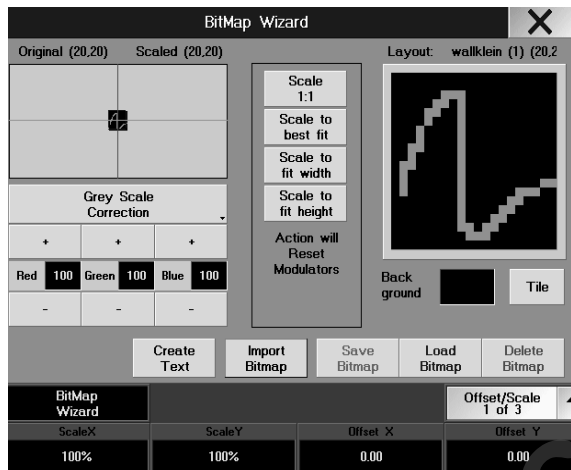 BitMap Wizard
Original (20,20) Scaled (20,20) Layout: wallklein (1) (20,2
Scale
1:1
Scale to
best fit
Scale to
fit width
Scale to
fit height
Grey Scale
Correction
Action will
Reset
Modulators
+ + +
Red 100 Green 100 Blue 100
- - -
Back
ground
Tile
Create
Text
Import
Bitmap
Save
Bitmap
Load
Bitmap
Delete
Bitmap
BitMap
Wizard
Offset/Scale
1 of 3
ScaleX ScaleY Offset X Offset Y
100% 100% 0.00 0.00